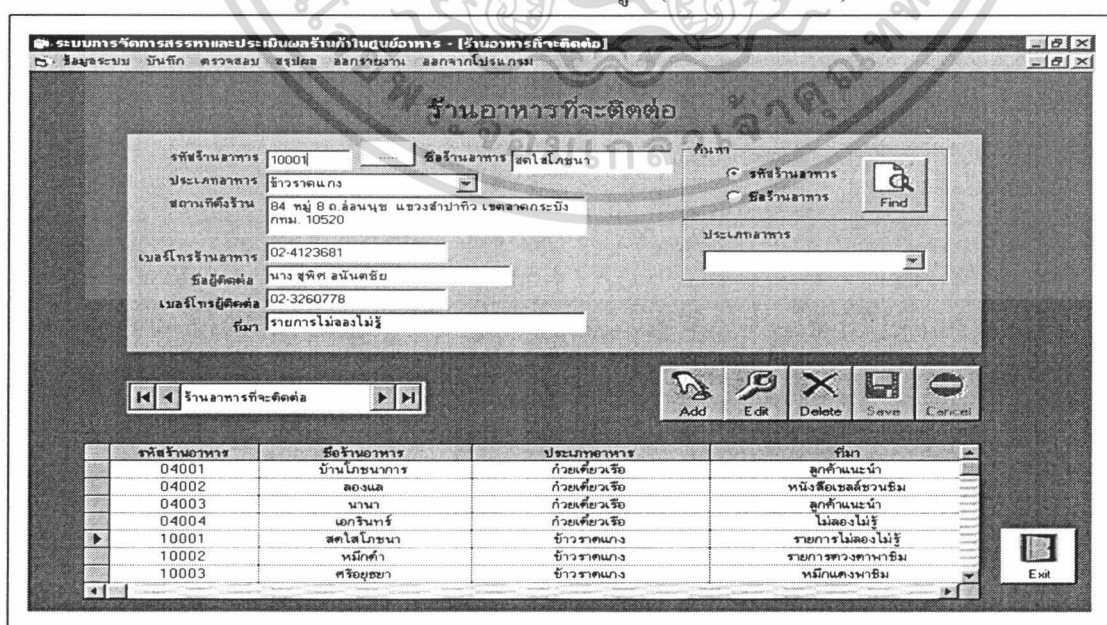 ระบบการจัดการสรรหาและประเมินผลร้านค้าในศูนย์อาหาร - [ร้านอาหารที่จะติดต่อ]
ข้อมูลระบบ บันทึก ตรวจสอบ สรุปผล ออกรายงาน ออกจากโปรแกรม
ร้านอาหารที่จะติดต่อ
รหัสร้านอาหาร 10001 ..... ชื่อร้านอาหาร สดใสโภชนา
ประเภทอาหาร ข้าวราดแกง
สถานที่ตั้งร้าน 84 หมู่ 8 ถ.อ่อนนุช แขวงลำปาทิว เขตลาดกระบัง
กทม. 10520
เบอร์โทรร้านอาหาร 02-4123681
ชื่อผู้ติดต่อ นาง สุพิศ อนันตชัย
เบอร์โทรผู้ติดต่อ 02-3260778
ที่มา รายการไม่ลองไม่รู้
ค้นหา
รหัสร้านอาหาร
ชื่อร้านอาหาร
Find
ประเภทอาหาร
ร้านอาหารที่จะติดต่อ
Add Edit Delete Save Cancel
รหัสร้านอาหาร ชื่อร้านอาหาร ประเภทอาหาร ที่มา
04001 บ้านโภชนาการ ก๋วยเตี๋ยวเรือ ลูกค้าแนะนำ
04002 ลองแล ก๋วยเตี๋ยวเรือ หนังสือเชลล์ชวนชิม
04003 นานา ก๋วยเตี๋ยวเรือ ลูกค้าแนะนำ
04004 เอกรินทร์ ก๋วยเตี๋ยวเรือ ไม่ลองไม่รู้
10001 สดใสโภชนา ข้าวราดแกง รายการไม่ลองไม่รู้
10002 หมึกดำ ข้าวราดแกง รายการตวงตาพาชิม
10003 ศรีอยุธยา ข้าวราดแกง หมึกแดงพาชิม
Exit